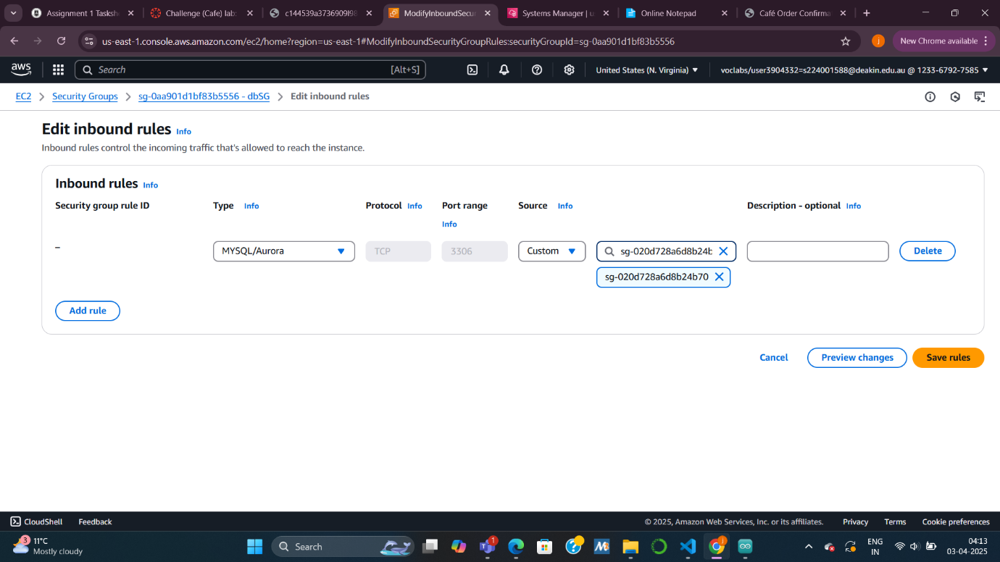 Assignment 1 Tasksh
Challenge (Cafe) lab:
c144539a3736909l98
ModifyInboundSecur
Systems Manager | u
Online Notepad
Café Order Confirma
us-east-1.console.aws.amazon.com/ec2/home?region=us-east-1#ModifyInboundSecurityGroupRules:securityGroupId=sg-0aa901d1bf83b5556
j
New Chrome available
aws
Search
[Alt+S]
United States (N. Virginia)
voclabs/user3904332=s224001588@deakin.edu.au @ 1233-6792-7585
EC2
Security Groups
sg-0aa901d1bf83b5556 - dbSG
Edit inbound rules
Edit inbound rules Info
Inbound rules control the incoming traffic that's allowed to reach the instance.
Inbound rules Info
Security group rule ID
Type Info
Protocol Info
Port range
Info
Source Info
Description - optional Info
–
MYSQL/Aurora
TCP
3306
Custom
sg-020d728a6d8b24b
Delete
sg-020d728a6d8b24b70
Add rule
Cancel
Preview changes
Save rules
CloudShell
Feedback
© 2025, Amazon Web Services, Inc. or its affiliates.
Privacy
Terms
Cookie preferences
3
11°C
Mostly cloudy
Search
1
j
ENG
IN
04:13
03-04-2025